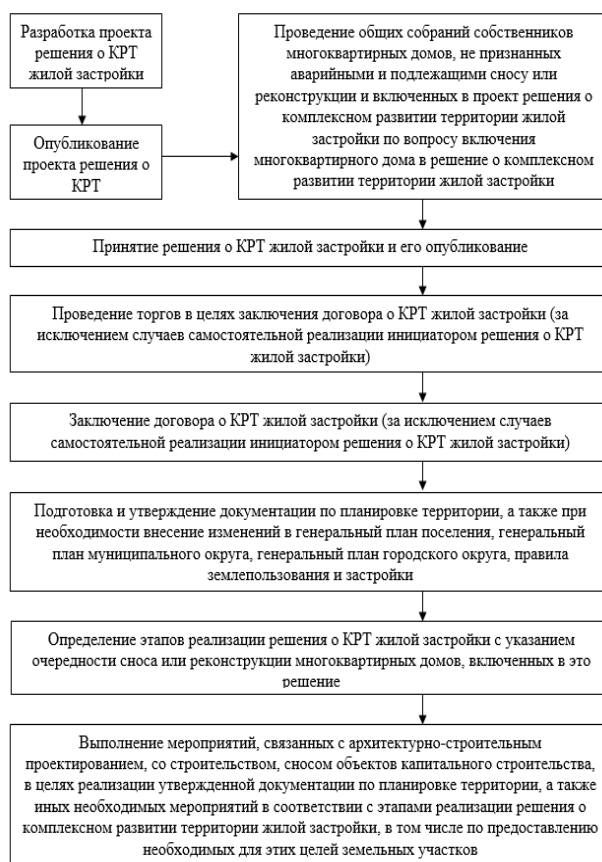 Разработка проекта
решения о КРТ
жилой застройки
Опубликование
проекта решения о
КРТ
Проведение общих собраний собственников
многоквартирных домов, не признанных
аварийными и подлежащими сносу или
реконструкции и включенных в проект решения о
комплексном развитии территории жилой
застройки по вопросу включения
многоквартирного дома в решение о комплексном
развитии территории жилой застройки
Принятие решения о КРТ жилой застройки и его опубликование
Проведение торгов в целях заключения договора о КРТ жилой застройки (за
исключением случаев самостоятельной реализации инициатором решения о КРТ
жилой застройки)
Заключение договора о КРТ жилой застройки (за исключением случаев
самостоятельной реализации инициатором решения о КРТ жилой застройки)
Подготовка и утверждение документации по планировке территории, а также при
необходимости внесение изменений в генеральный план поселения, генеральный
план муниципального округа, генеральный план городского округа, правила
землепользования и застройки
Определение этапов реализации решения о КРТ жилой застройки с указанием
очередности сноса или реконструкции многоквартирных домов, включенных в это
решение
Выполнение мероприятий, связанных с архитектурно-строительным
проектированием, со строительством, сносом объектов капитального строительства,
в целях реализации утвержденной документации по планировке территории, а также
иных необходимых мероприятий в соответствии с этапами реализации решения о
комплексном развитии территории жилой застройки, в том числе по предоставлению
необходимых для этих целей земельных участков